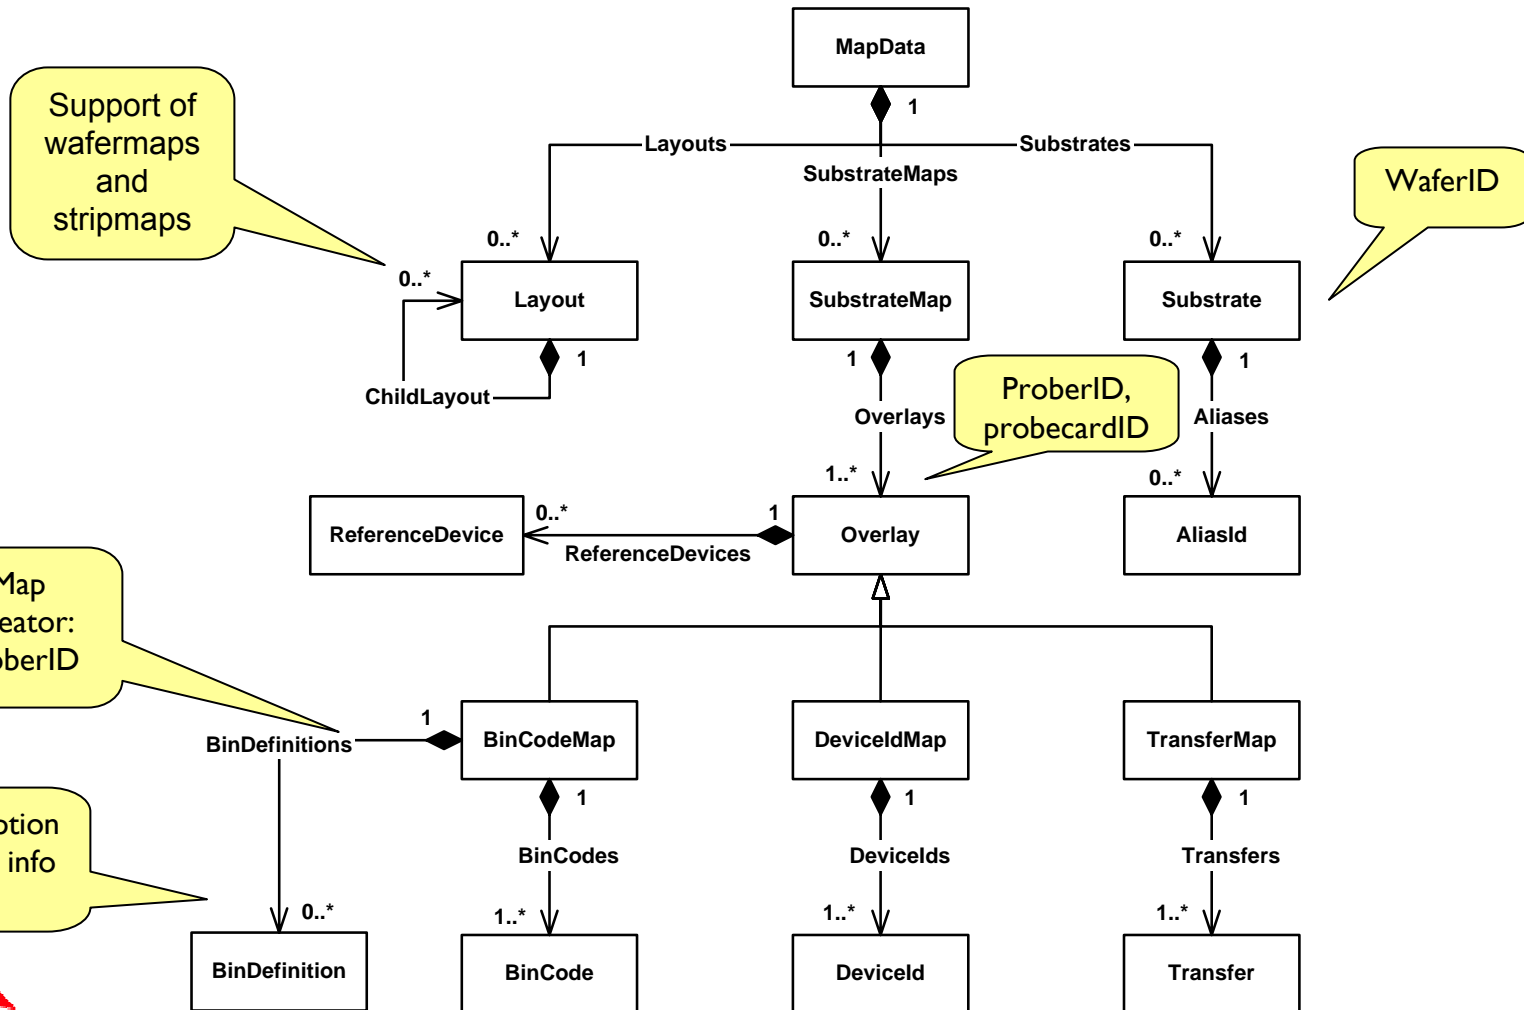 MapData
1
Support of
wafermaps
and
stripmaps
Layouts
SubstrateMaps
Substrates
WaferID
0..*
0..*
0..*
0..*
Layout
SubstrateMap
Substrate
1
1
1
ChildLayout
ProberID,
probecardID
Overlays
Aliases
1..*
0..*
ReferenceDevice
0..*
ReferenceDevices
1
Overlay
AliasId
Map
eator:
berID
1
BinDefinitions
BinCodeMap
DeviceIdMap
TransferMap
1
1
1
tion
info
BinCodes
DeviceIds
Transfers
0..*
1..*
1..*
1..*
BinDefinition
BinCode
DeviceId
Transfer